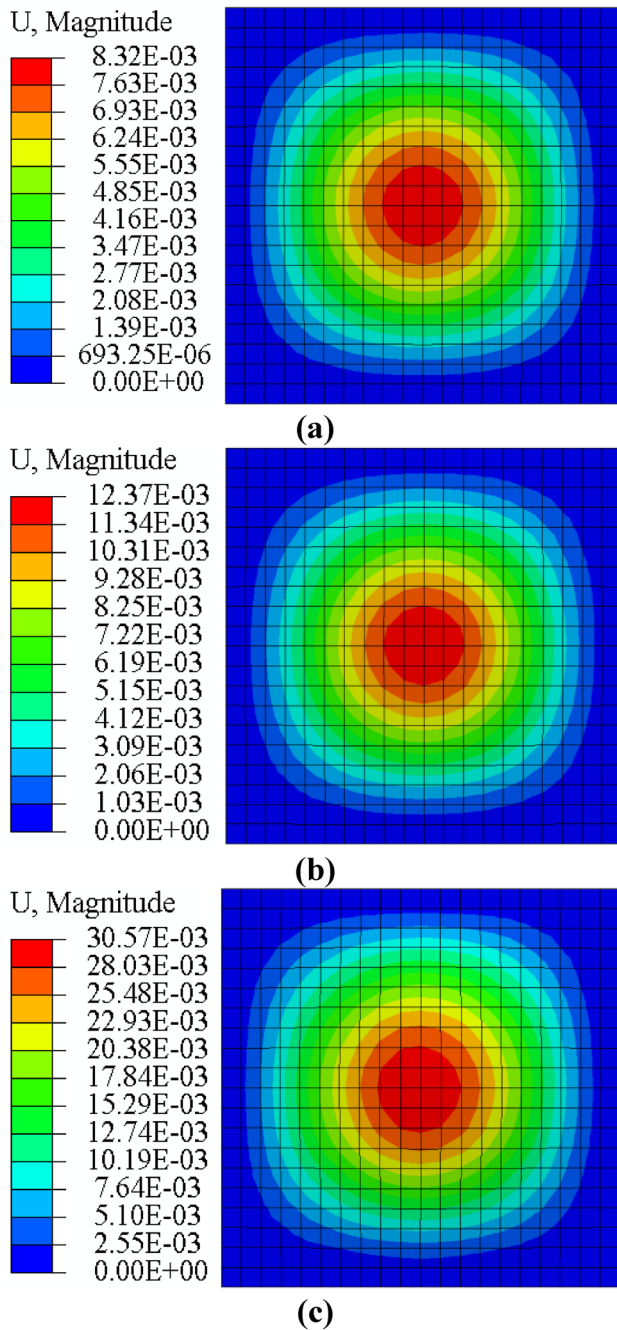 U, Magnitude
8.32E-03
7.63E-03
6.93E-03
6.24E-03
5.55E-03
4.85E-03
4.16E-03
3.47E-03
2.77E-03
2.08E-03
1.39E-03
693.25E-06
0.00E+00
(a)
U, Magnitude
12.37E-03
11.34E-03
10.31E-03
9.28E-03
8.25E-03
7.22E-03
6.19E-03
5.15E-03
4.12E-03
3.09E-03
2.06E-03
1.03E-03
0.00E+00
(b)
U, Magnitude
30.57E-03
28.03E-03
25.48E-03
22.93E-03
20.38E-03
17.84E-03
15.29E-03
12.74E-03
10.19E-03
7.64E-03
5.10E-03
2.55E-03
0.00E+00
(c)